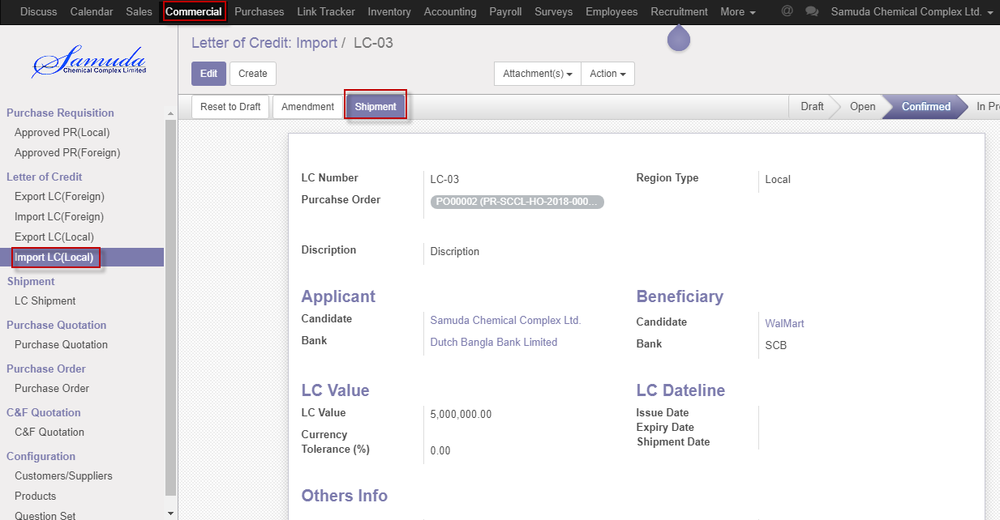 Discuss Calendar Sales Commercial Purchases Link Tracker Inventory Accounting Payroll Surveys Employees Recruitment More @ Samuda Chemical Complex Ltd.
Samuda
Chemical Complex Limited
Letter of Credit: Import / LC-03
Edit Create Attachment(s) Action
Reset to Draft Amendment Shipment Draft Open Confirmed In Pr
Purchase Requisition
Approved PR(Local)
Approved PR(Foreign)
Letter of Credit
Export LC(Foreign)
Import LC(Foreign)
Export LC(Local)
Import LC(Local)
Shipment
LC Shipment
Purchase Quotation
Purchase Quotation
Purchase Order
Purchase Order
C&F Quotation
C&F Quotation
Configuration
Customers/Suppliers
Products
Question Set
LC Number LC-03 Region Type Local
Purcahse Order PO00002 (PR-SCCL-HO-2018-000...
Discription Discription
Applicant Beneficiary
Candidate Samuda Chemical Complex Ltd. Candidate WalMart
Bank Dutch Bangla Bank Limited Bank SCB
LC Value LC Dateline
LC Value 5,000,000.00 Issue Date
Expiry Date
Currency Shipment Date
Tolerance (%) 0.00
Others Info